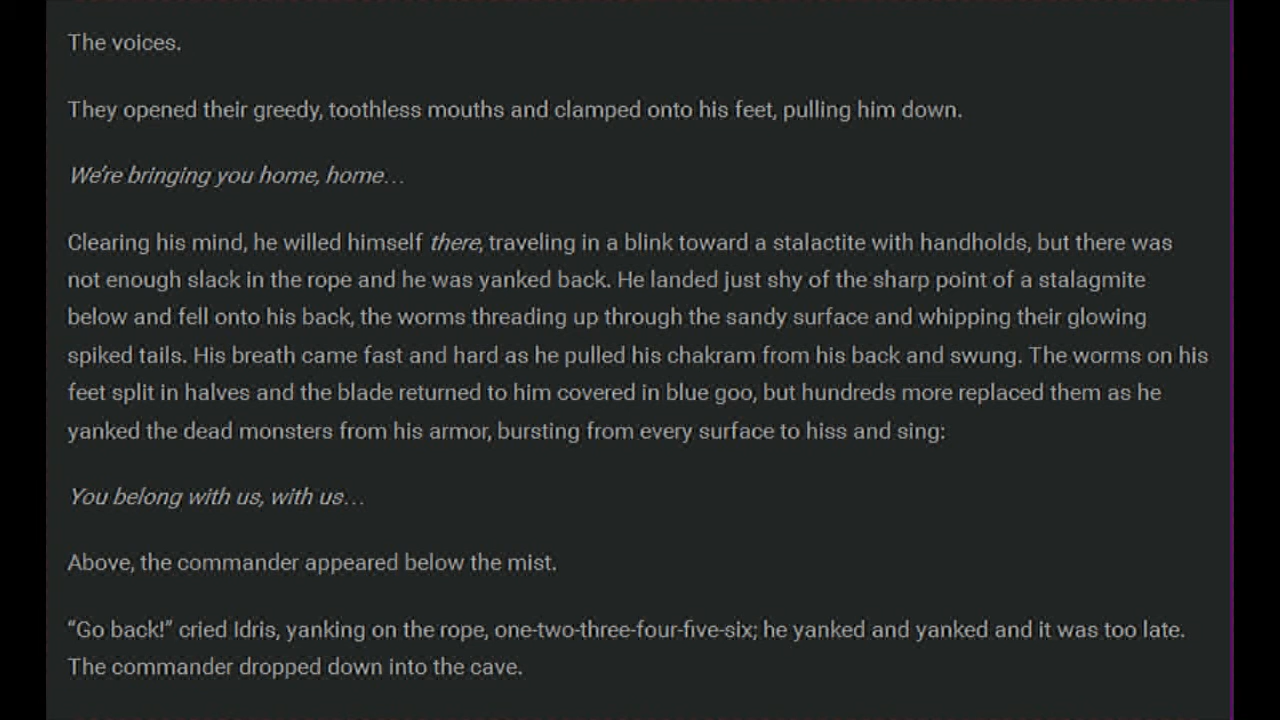 The voices.
They opened their greedy, toothless mouths and clamped onto his feet, pulling him down.
We're bringing you home, home…
Clearing his mind, he willed himself there, traveling in a blink toward a stalactite with handholds, but there was
not enough slack in the rope and he was yanked back. He landed just shy of the sharp point of a stalagmite
below and fell onto his back, the worms threading up through the sandy surface and whipping their glowing
spiked tails. His breath came fast and hard as he pulled his chakram from his back and swung. The worms on his
feet split in halves and the blade returned to him covered in blue goo, but hundreds more replaced them as he
yanked the dead monsters from his armor, bursting from every surface to hiss and sing:
You belong with us, with us…
Above, the commander appeared below the mist.
“Go back!” cried Idris, yanking on the rope, one-two-three-four-five-six; he yanked and yanked and it was too late.
The commander dropped down into the cave.